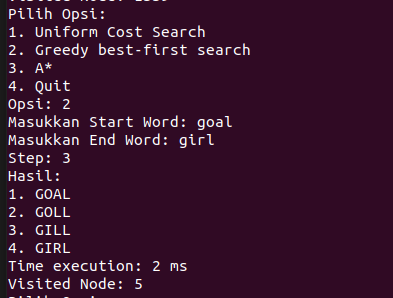 Pilih Opsi:
1. Uniform Cost Search
2. Greedy best-first search
3. A*
4. Quit
Opsi: 2
Masukkan Start Word: goal
Masukkan End Word: girl
Step: 3
Hasil:
1. GOAL
2. GOLL
3. GILL
4. GIRL
Time execution: 2 ms
Visited Node: 5